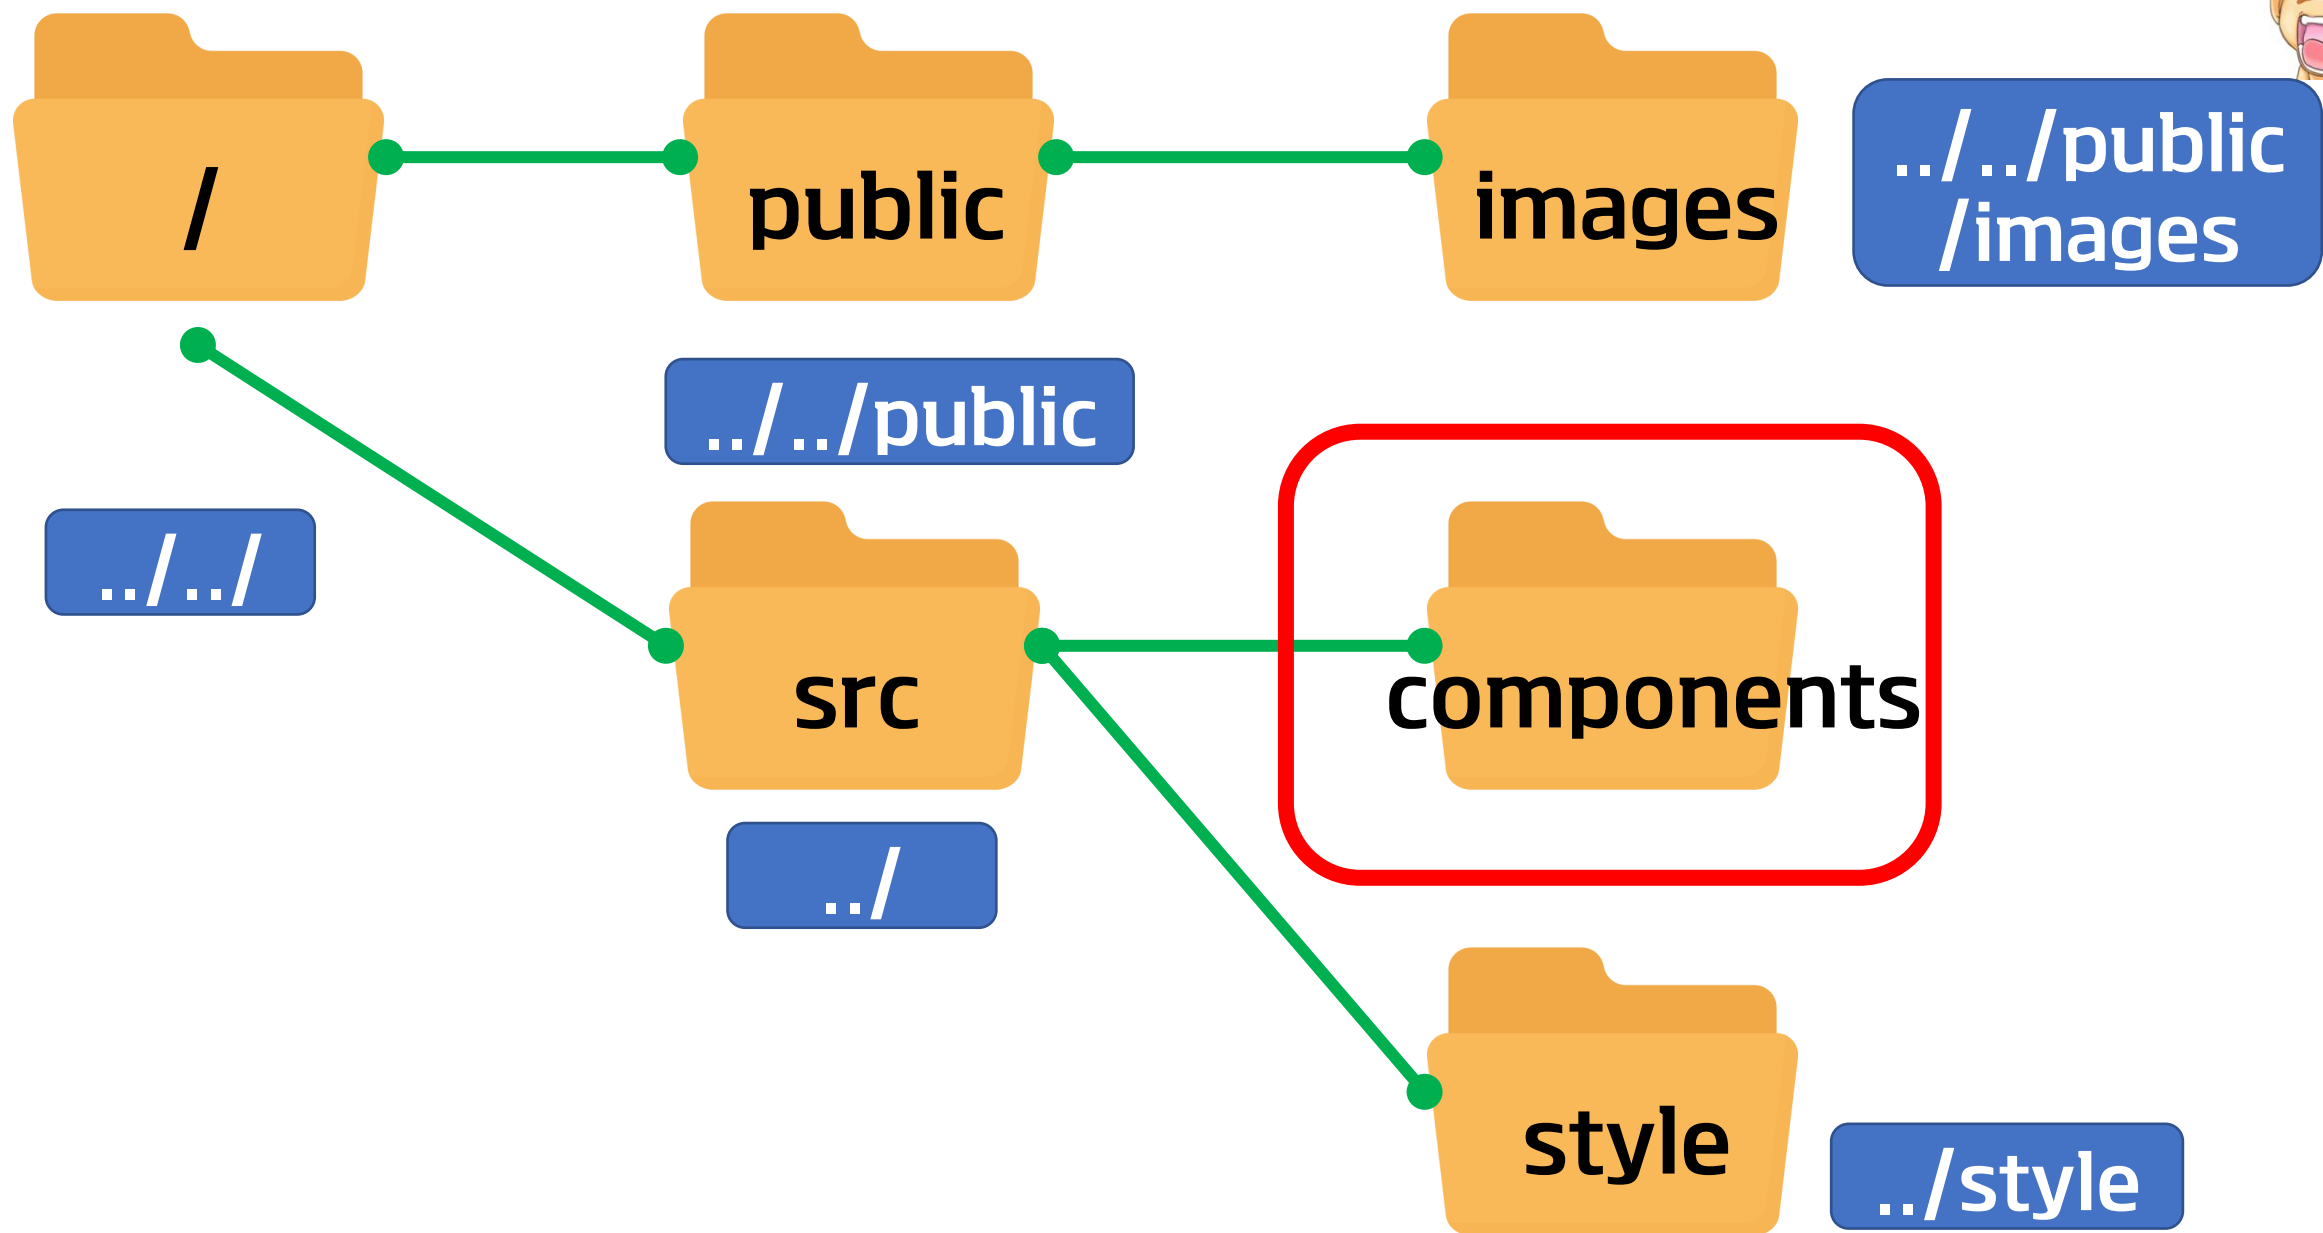 /
public
images
../../public
/images
../../public
../../
src
components
../
style
../style